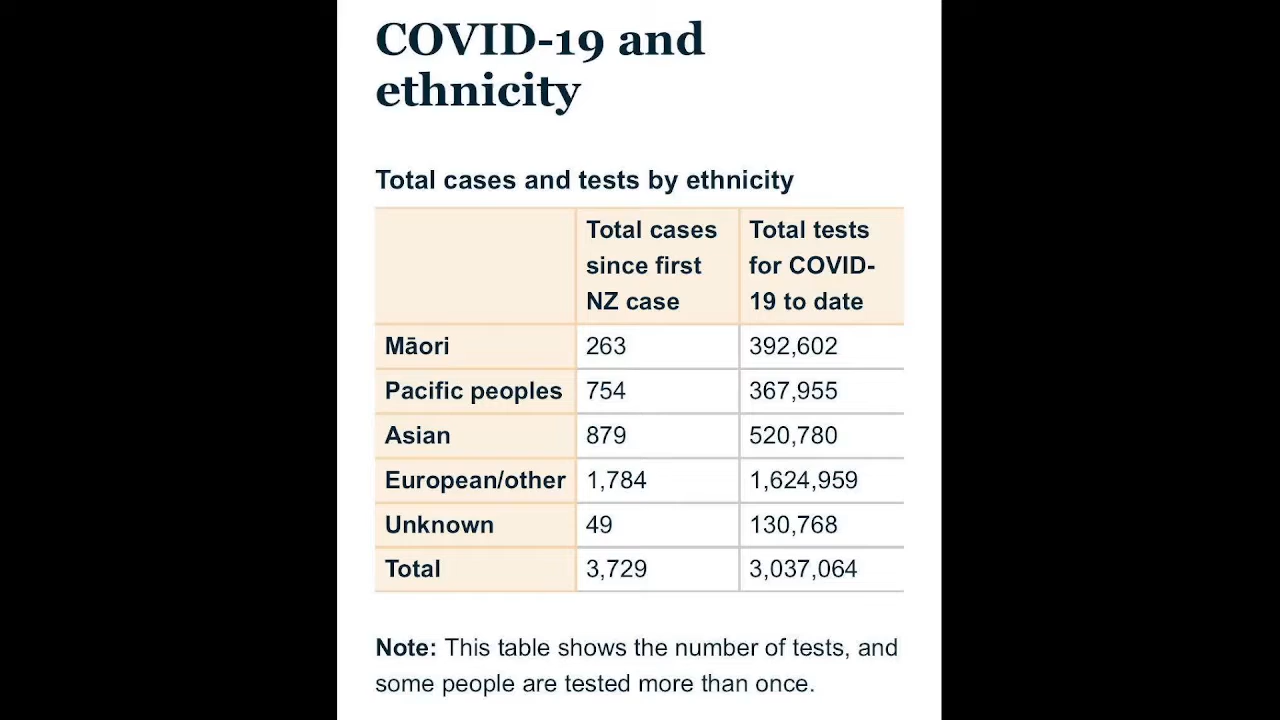 COVID-19 and
ethnicity
Total cases and tests by ethnicity
Total cases since first NZ case Total tests for COVID-19 to date
Māori 263 392,602
Pacific peoples 754 367,955
Asian 879 520,780
European/other 1,784 1,624,959
Unknown 49 130,768
Total 3,729 3,037,064
Note: This table shows the number of tests, and
some people are tested more than once.